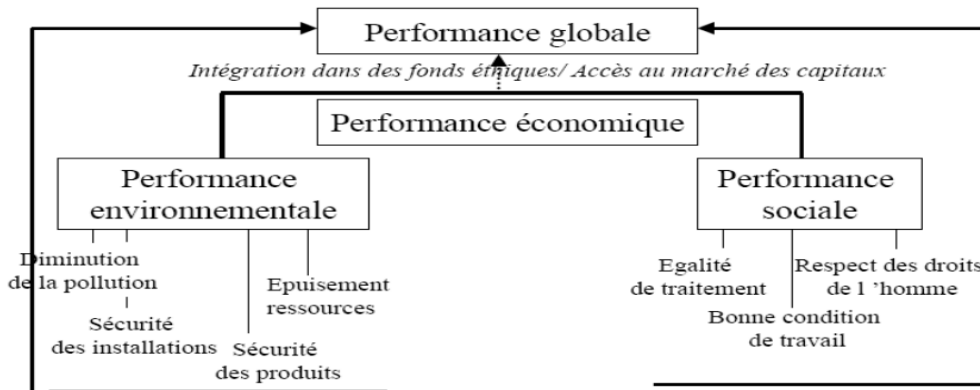 Performance globale
Intégration dans des fonds éthiques/ Accès au marché des capitaux
Performance économique
Performance
environnementale
Performance
sociale
Diminution
de la pollution
Sécurité
des installations
Sécurité
des produits
Epuisement
ressources
Egalité
de traitement
Bonne condition
de travail
Respect des droits
de l 'homme